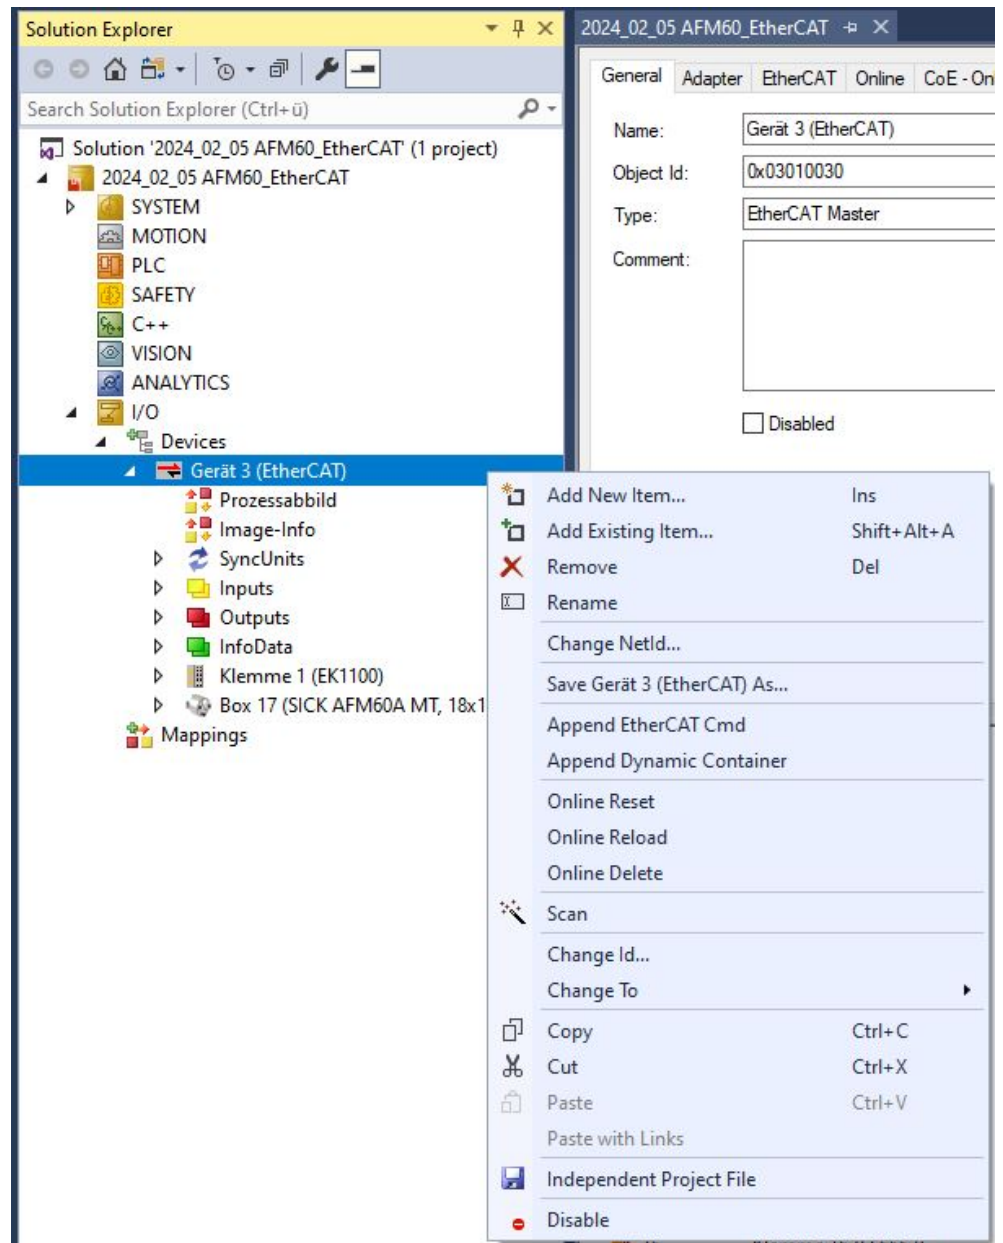 Solution Explorer
Search Solution Explorer (Ctrl+ü)
Solution '2024_02_05 AFM60_EtherCAT' (1 project)
2024_02_05 AFM60_EtherCAT
SYSTEM
MOTION
PLC
SAFETY
C++
VISION
ANALYTICS
I/O
Devices
Gerät 3 (EtherCAT)
Prozessabbild
Image-Info
SyncUnits
Inputs
Outputs
InfoData
Klemme 1 (EK1100)
Box 17 (SICK AFM60A MT, 18x1
Mappings
2024_02_05 AFM60_EtherCAT
General Adapter EtherCAT Online CoE - Onl
Name: Gerät 3 (EtherCAT)
Object Id: 0x03010030
Type: EtherCAT Master
Comment:
Disabled
Add New Item... Ins
Add Existing Item... Shift+Alt+A
Remove Del
Rename
Change NetId...
Save Gerät 3 (EtherCAT) As...
Append EtherCAT Cmd
Append Dynamic Container
Online Reset
Online Reload
Online Delete
Scan
Change Id...
Change To
Copy Ctrl+C
Cut Ctrl+X
Paste Ctrl+V
Paste with Links
Independent Project File
Disable